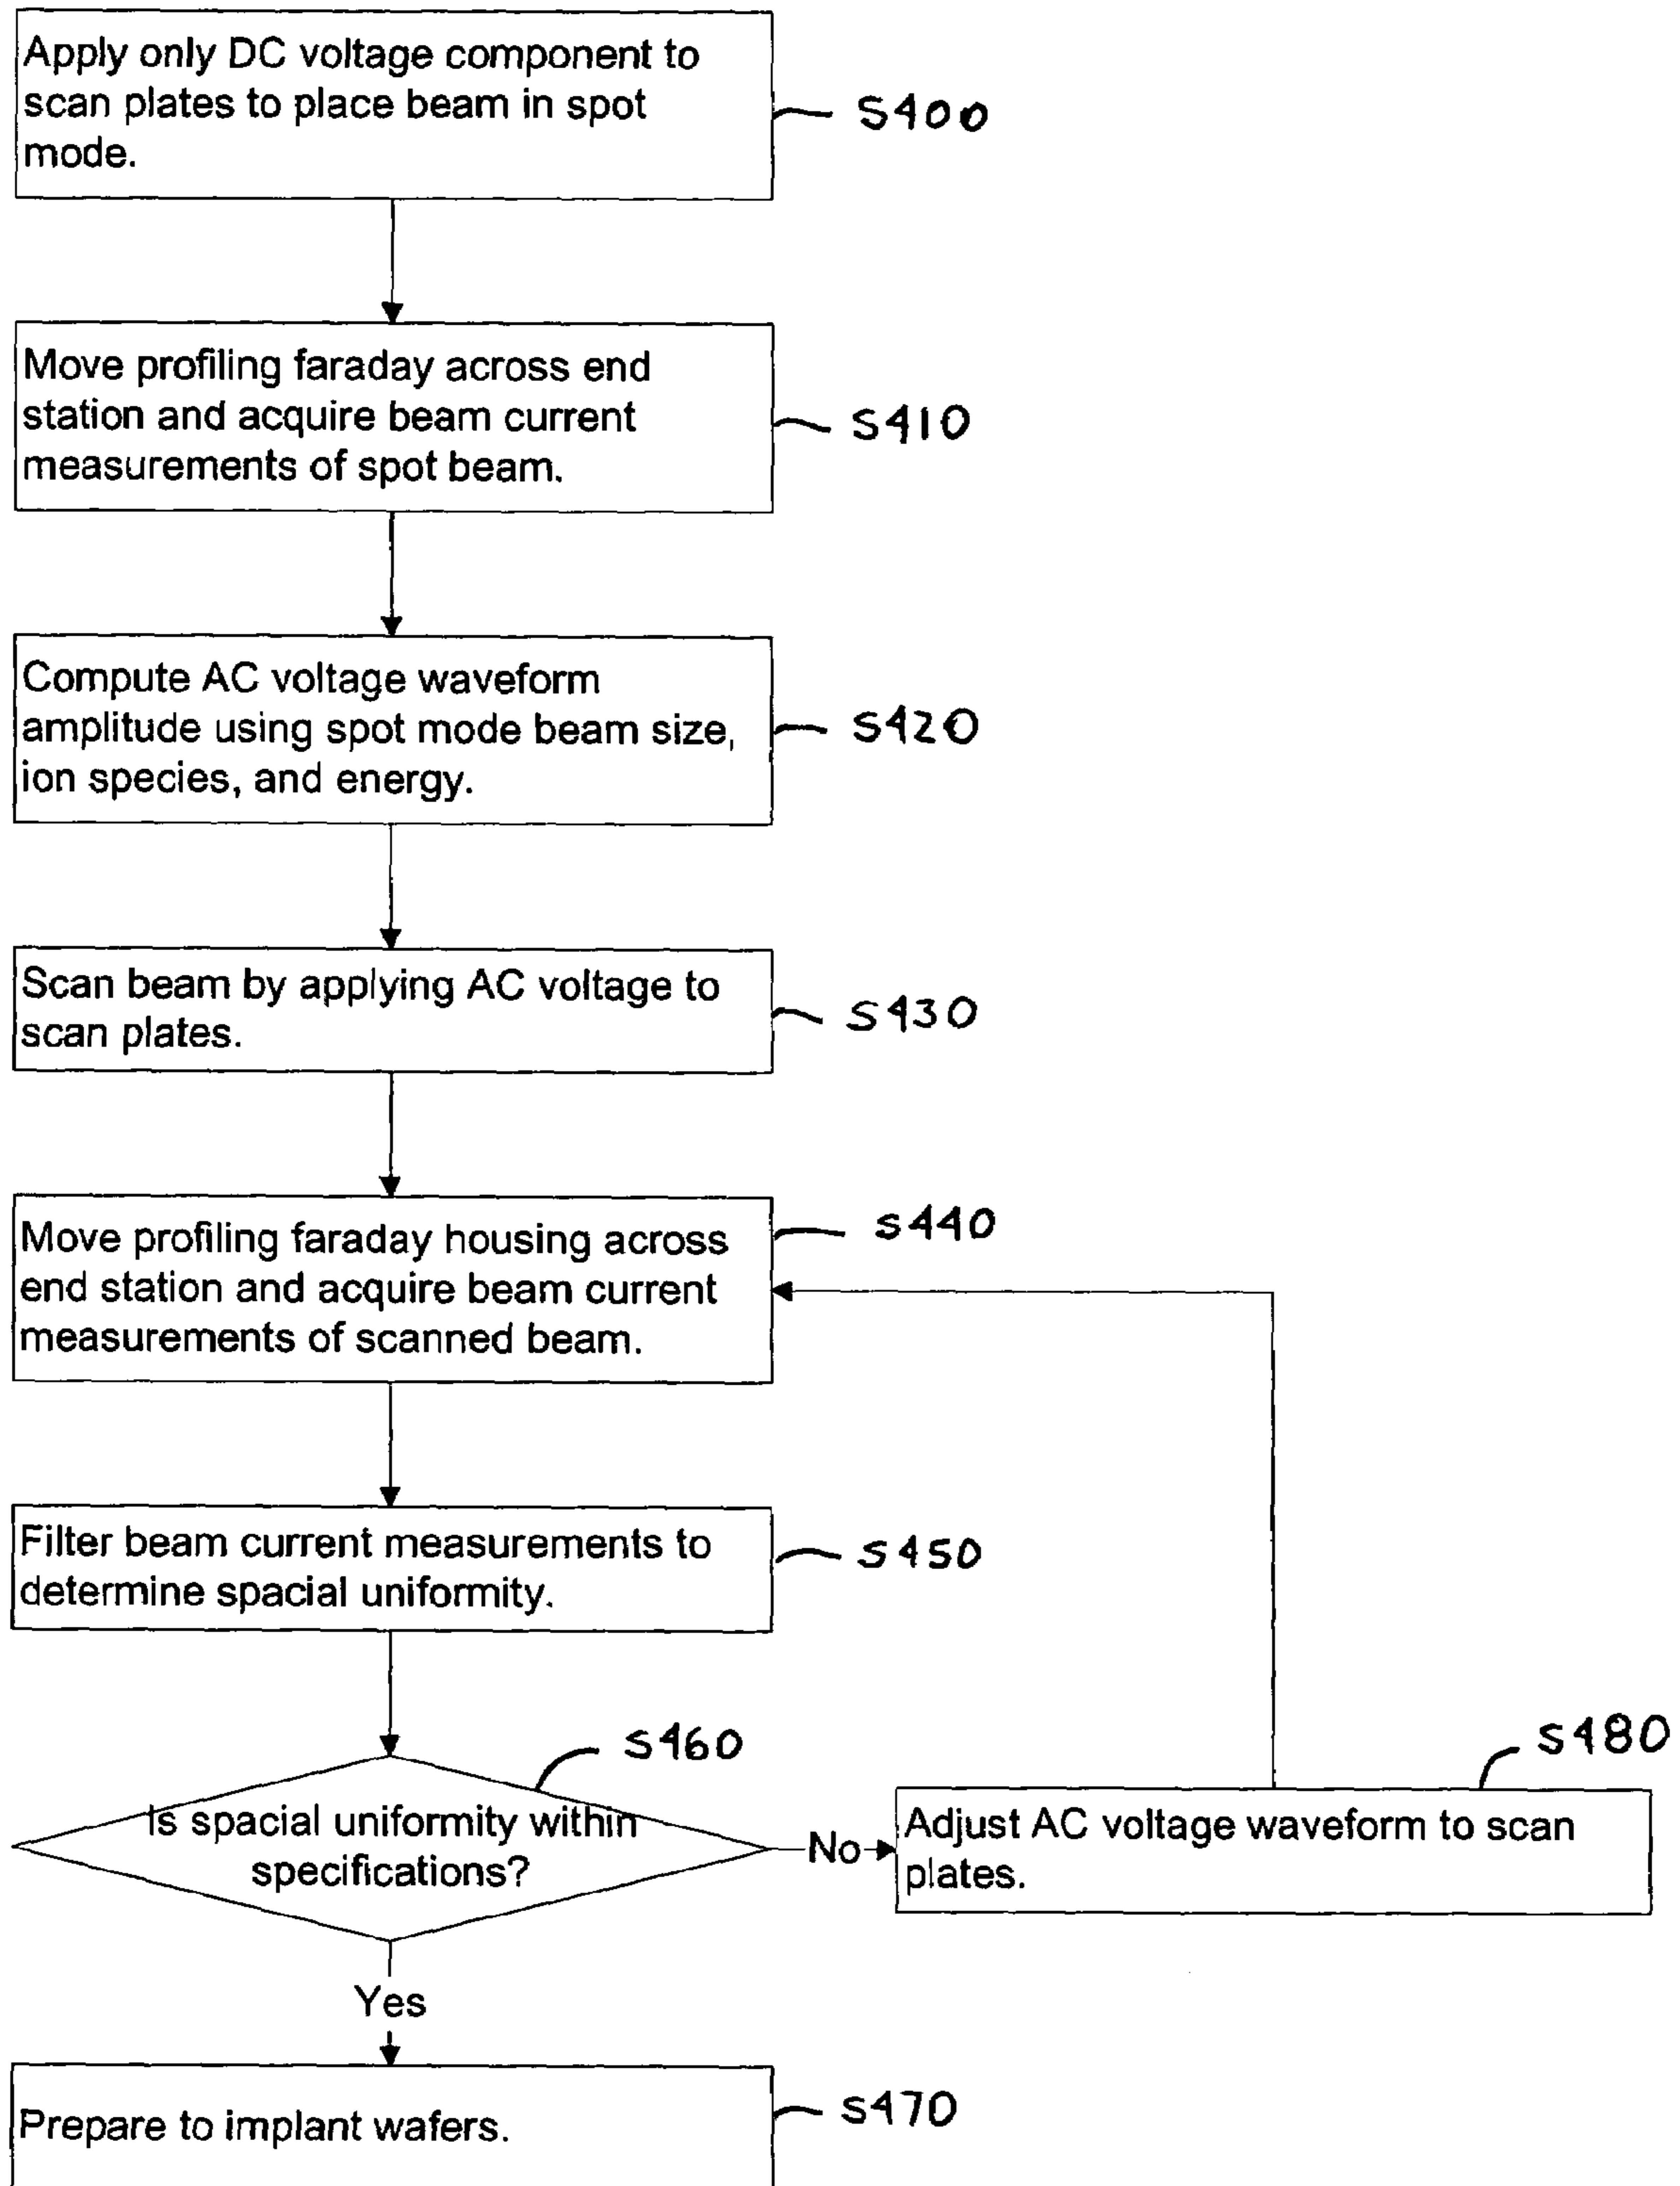 Apply only DC voltage component to
scan plates to place beam in spot
mode.
S400
Move profiling faraday across end
station and acquire beam current
measurements of spot beam.
S410
Compute AC voltage waveform
amplitude using spot mode beam size,
ion species, and energy.
S420
Scan beam by applying AC voltage to
scan plates.
S430
Move profiling faraday housing across
end station and acquire beam current
measurements of scanned beam.
S440
Filter beam current measurements to
determine spacial uniformity.
S450
S460
Is spacial uniformity within
specifications?
No
S480
Adjust AC voltage waveform to scan
plates.
Yes
Prepare to implant wafers.
S470